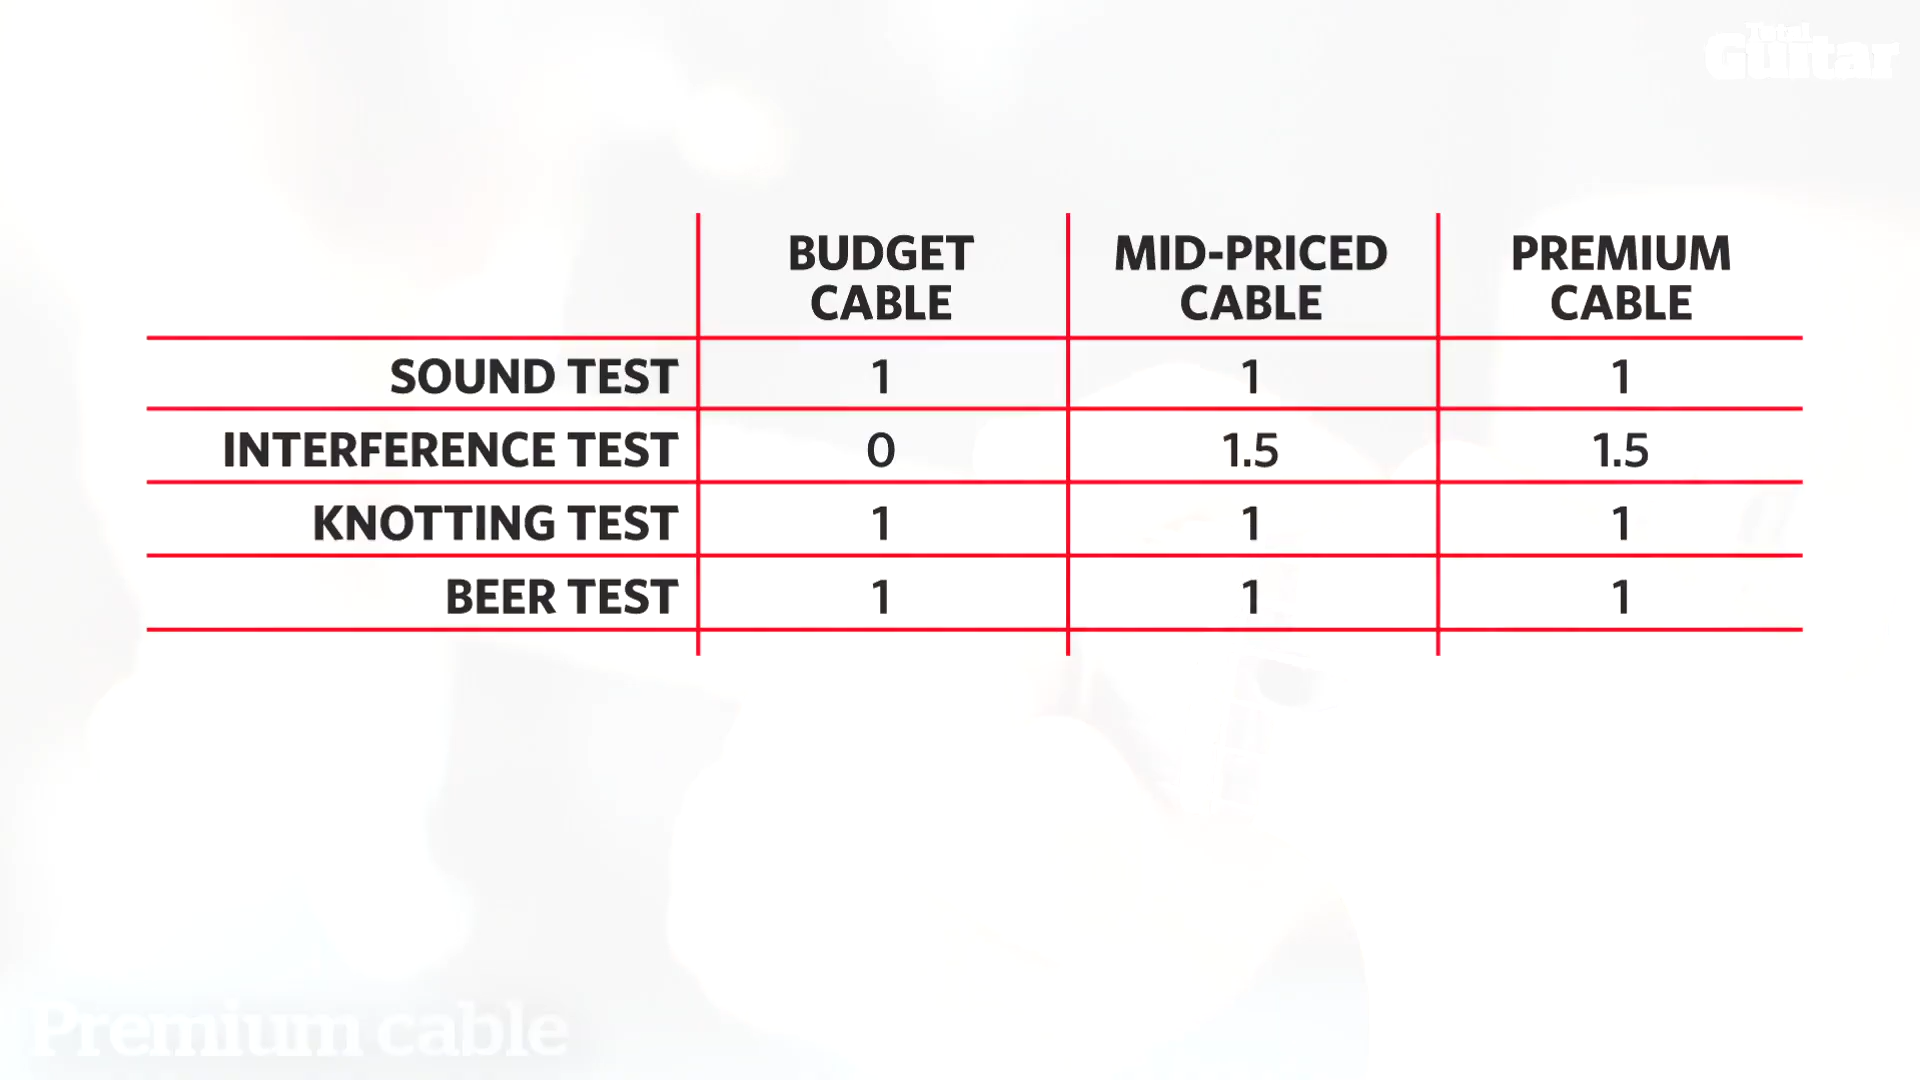 Total
Guitar
BUDGET CABLE MID-PRICED CABLE PREMIUM CABLE
SOUND TEST 1 1 1
INTERFERENCE TEST 0 1.5 1.5
KNOTTING TEST 1 1 1
BEER TEST 1 1 1
Premium cable